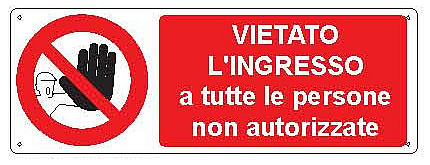 VIETATO
L'INGRESSO
a tutte le persone
non autorizzate